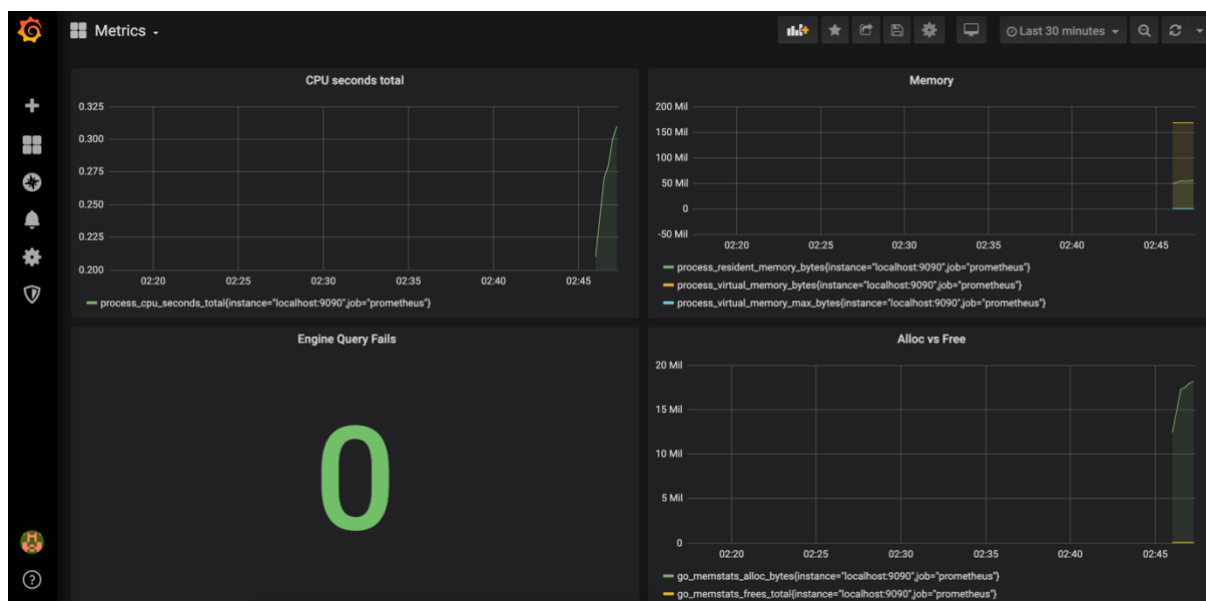 Metrics
Last 30 minutes
CPU seconds total
0.325
0.300
0.275
0.250
0.225
0.200
02:20 02:25 02:30 02:35 02:40 02:45
process_cpu_seconds_total{instance="localhost:9090",job="prometheus"}
Memory
200 Mil
150 Mil
100 Mil
50 Mil
0
-50 Mil
02:20 02:25 02:30 02:35 02:40 02:45
process_resident_memory_bytes{instance="localhost:9090",job="prometheus"}
process_virtual_memory_bytes{instance="localhost:9090",job="prometheus"}
process_virtual_memory_max_bytes{instance="localhost:9090",job="prometheus"}
Engine Query Fails
0
Alloc vs Free
20 Mil
15 Mil
10 Mil
5 Mil
0
02:20 02:25 02:30 02:35 02:40 02:45
go_memstats_alloc_bytes{instance="localhost:9090",job="prometheus"}
go_memstats_frees_total{instance="localhost:9090",job="prometheus"}